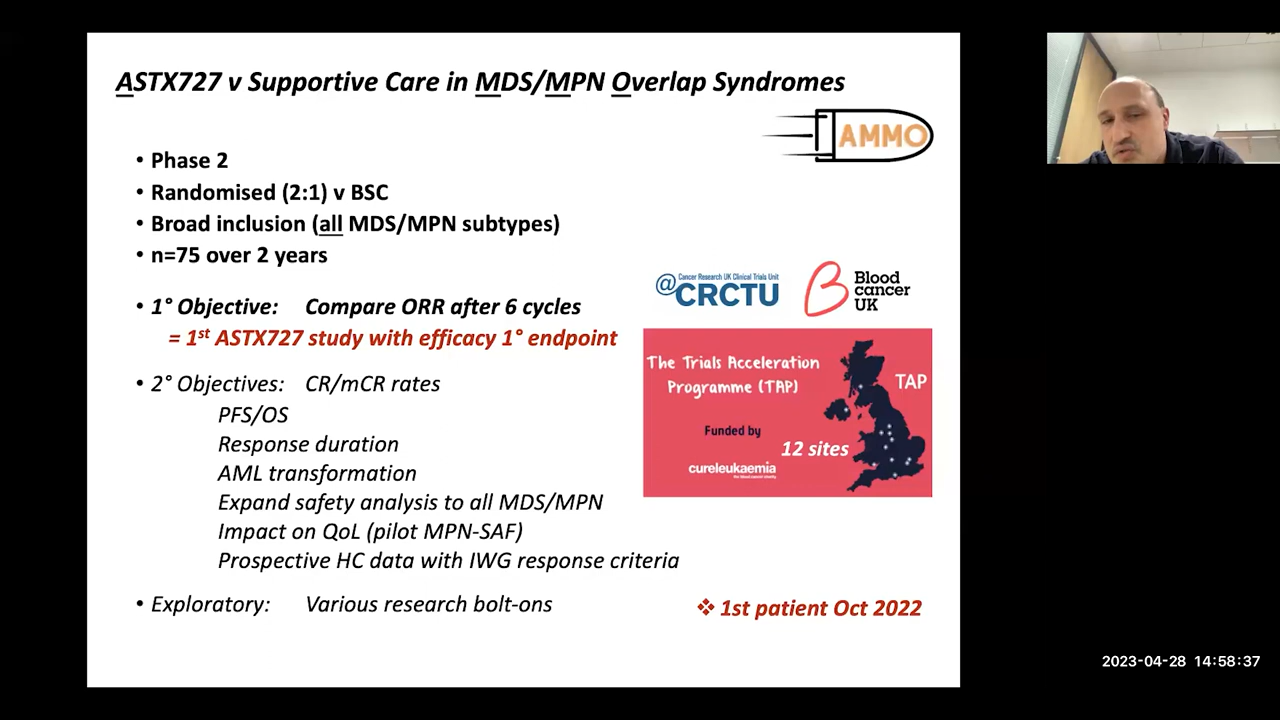 ASTX727 v Supportive Care in MDS/MPN Overlap Syndromes
AMMO
• Phase 2
• Randomised (2:1) v BSC
• Broad inclusion (all MDS/MPN subtypes)
• n=75 over 2 years
• 1° Objective: Compare ORR after 6 cycles
= 1st ASTX727 study with efficacy 1° endpoint
• 2° Objectives: CR/mCR rates
PFS/OS
Response duration
AML transformation
Expand safety analysis to all MDS/MPN
Impact on QoL (pilot MPN-SAF)
Prospective HC data with IWG response criteria
• Exploratory: Various research bolt-ons
@ Cancer Research UK Clinical Trials Unit
CRCTU
Blood
cancer
UK
The Trials Acceleration
Programme (TAP)
TAP
Funded by
12 sites
cureleukaemia
the blood cancer charity
❖ 1st patient Oct 2022
2023-04-28 14:58:37